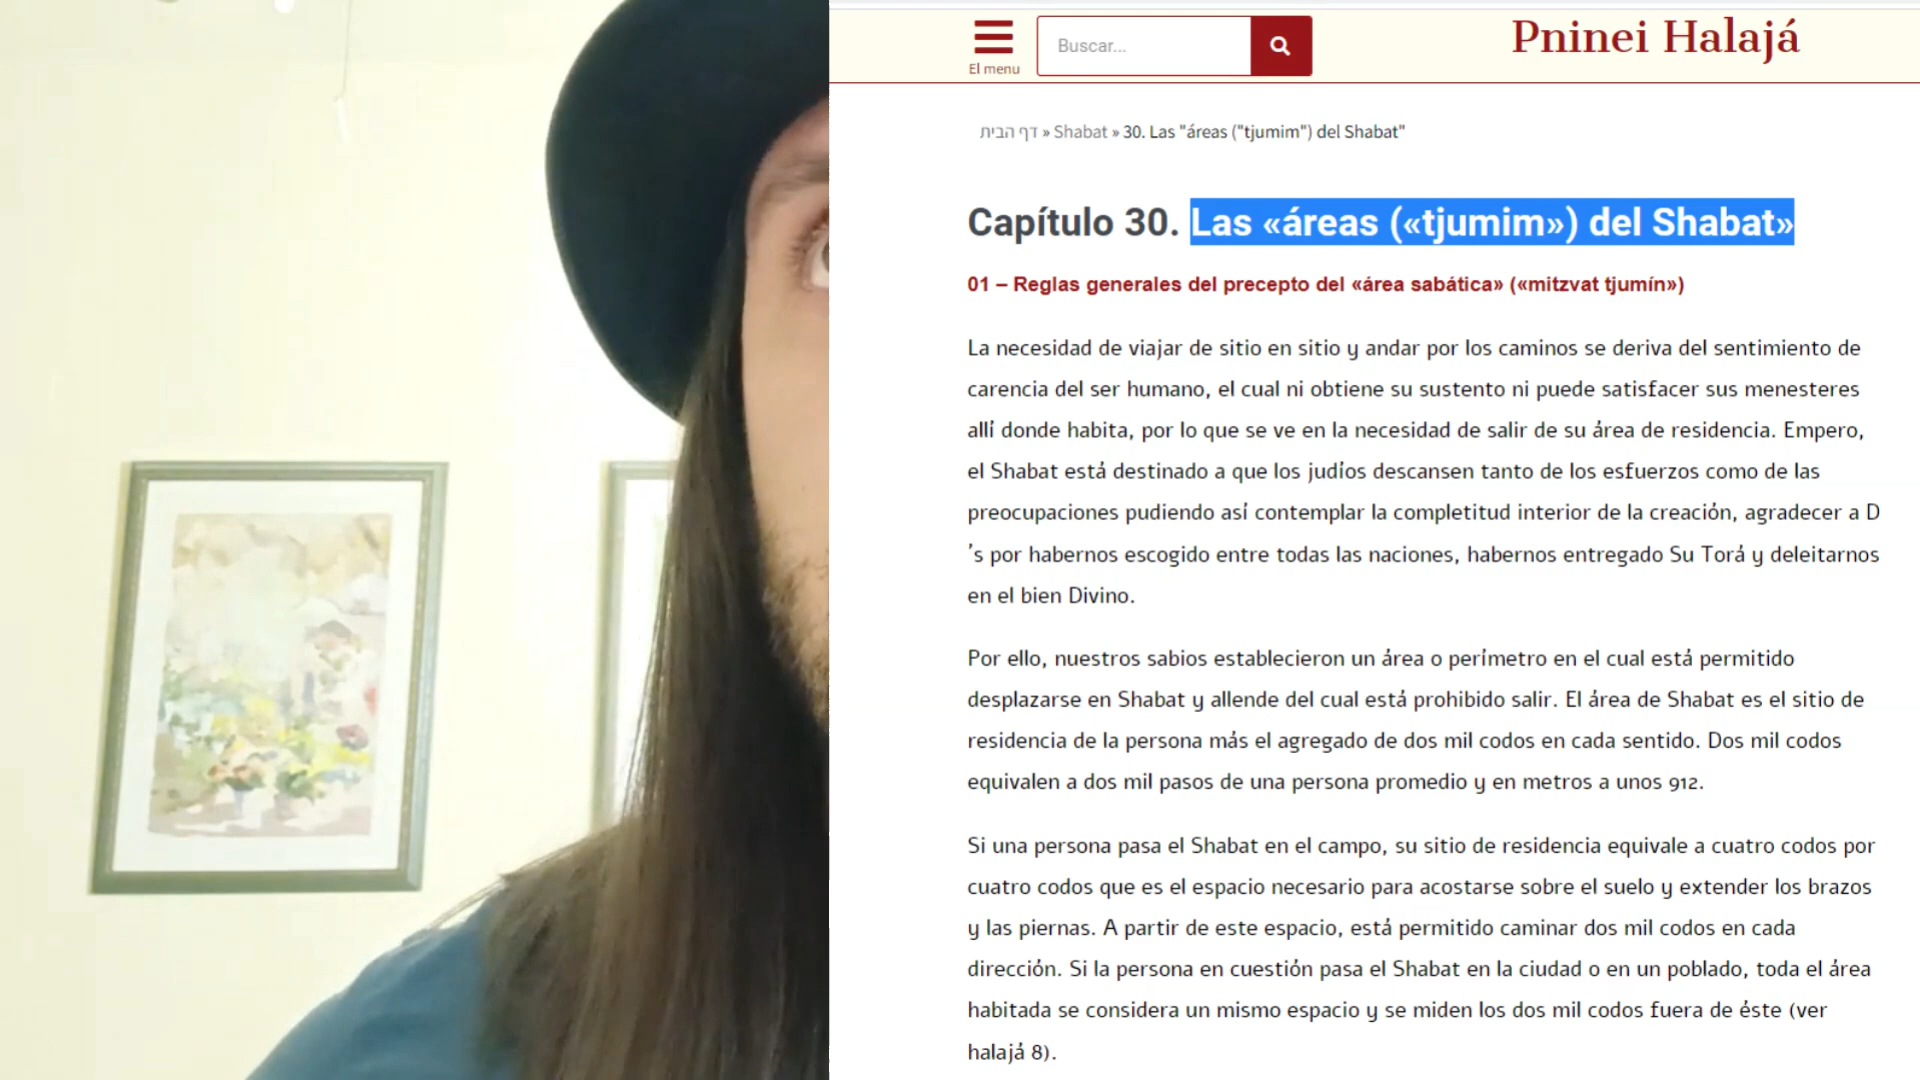 El menu
Buscar...
Pninei Halajá
דף הבית » Shabat » 30. Las "áreas ("tjumim") del Shabat"
Capítulo 30. Las «áreas («tjumim») del Shabat»
01 – Reglas generales del precepto del «área sabática» («mitzvat tjumín»)
La necesidad de viajar de sitio en sitio y andar por los caminos se deriva del sentimiento de
carencia del ser humano, el cual ni obtiene su sustento ni puede satisfacer sus menesteres
allí donde habita, por lo que se ve en la necesidad de salir de su área de residencia. Empero,
el Shabat está destinado a que los judíos descansen tanto de los esfuerzos como de las
preocupaciones pudiendo así contemplar la completitud interior de la creación, agradecer a D
's por habernos escogido entre todas las naciones, habernos entregado Su Torá y deleitarnos
en el bien Divino.
Por ello, nuestros sabios establecieron un área o perímetro en el cual está permitido
desplazarse en Shabat y allende del cual está prohibido salir. El área de Shabat es el sitio de
residencia de la persona más el agregado de dos mil codos en cada sentido. Dos mil codos
equivalen a dos mil pasos de una persona promedio y en metros a unos 912.
Si una persona pasa el Shabat en el campo, su sitio de residencia equivale a cuatro codos por
cuatro codos que es el espacio necesario para acostarse sobre el suelo y extender los brazos
y las piernas. A partir de este espacio, está permitido caminar dos mil codos en cada
dirección. Si la persona en cuestión pasa el Shabat en la ciudad o en un poblado, toda el área
habitada se considera un mismo espacio y se miden los dos mil codos fuera de éste (ver
halajá 8).